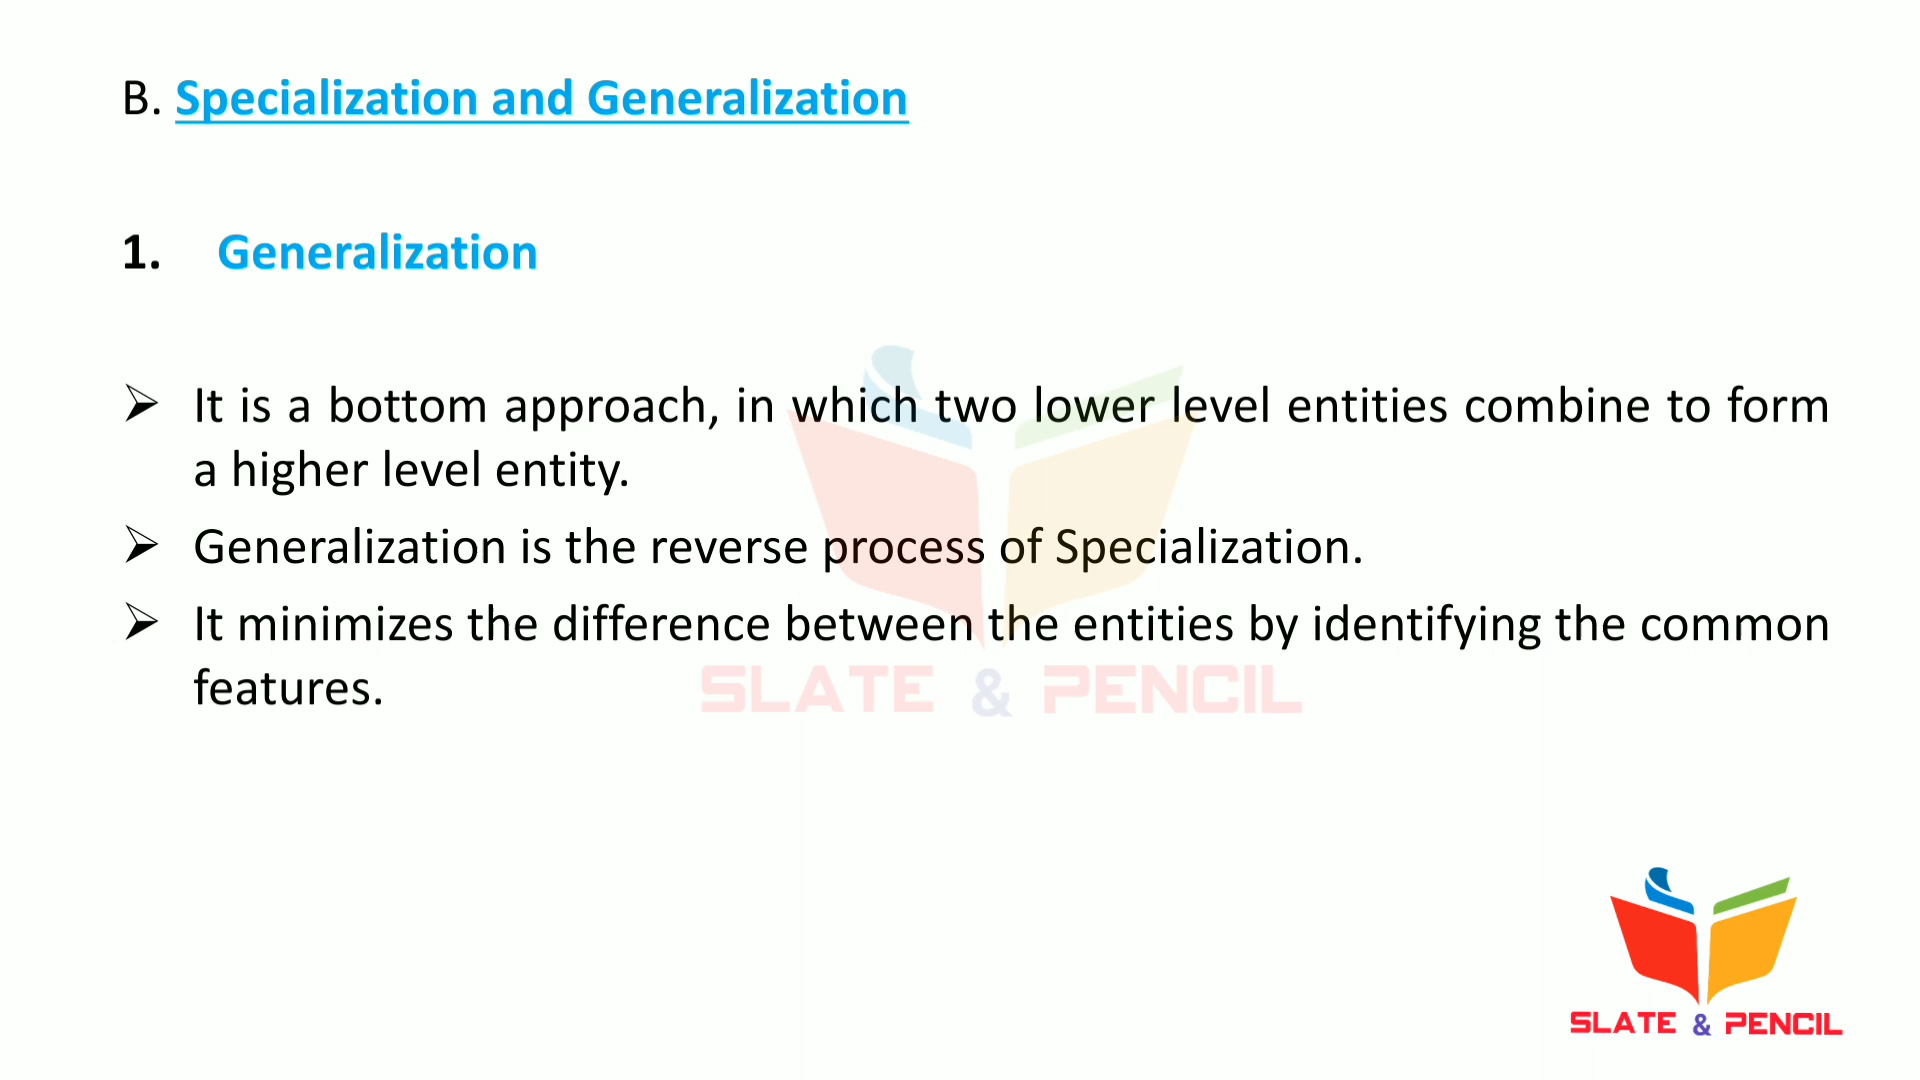 B. Specialization and Generalization
1. Generalization
➢ It is a bottom approach, in which two lower level entities combine to form
a higher level entity.
➢ Generalization is the reverse process of Specialization.
➢ It minimizes the difference between the entities by identifying the common
features.
SLATE & PENCIL
SLATE & PENCIL